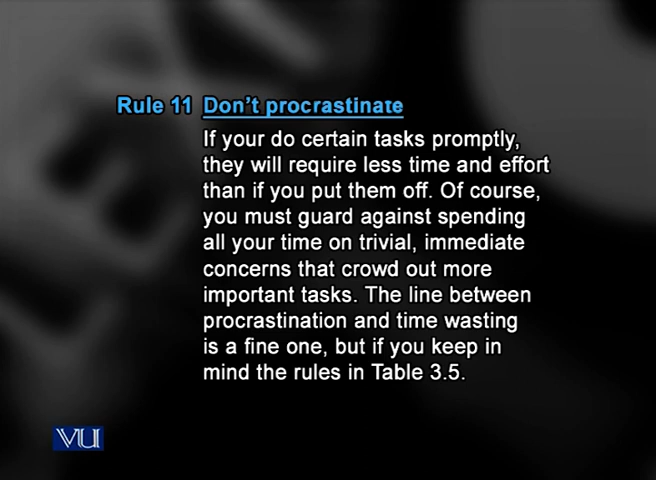 Rule 11 Don't procrastinate
If your do certain tasks promptly,
they will require less time and effort
than if you put them off. Of course,
you must guard against spending
all your time on trivial, immediate
concerns that crowd out more
important tasks. The line between
procrastination and time wasting
is a fine one, but if you keep in
mind the rules in Table 3.5.
VU